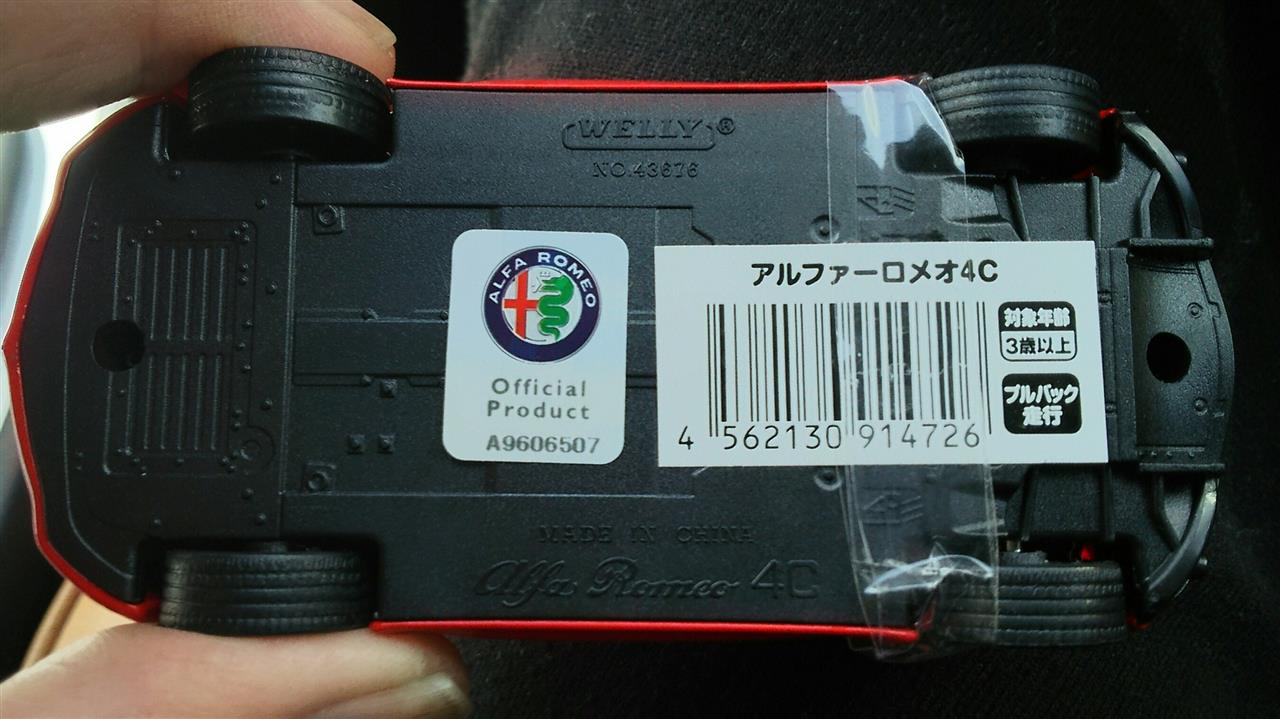 WELLY®
NO.43676
ALFA ROMEO
Official
Product
A9606507
アルファーロメオ4C
対象年齢
3歳以上
プルバック
走行
4 562130 914726
MADE IN CHINA
Alfa Romeo 4C